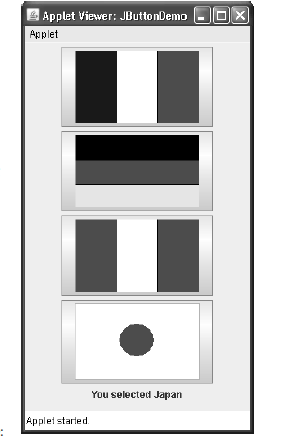 Applet Viewer: JButtonDemo
Applet
You selected Japan
Applet started.
: